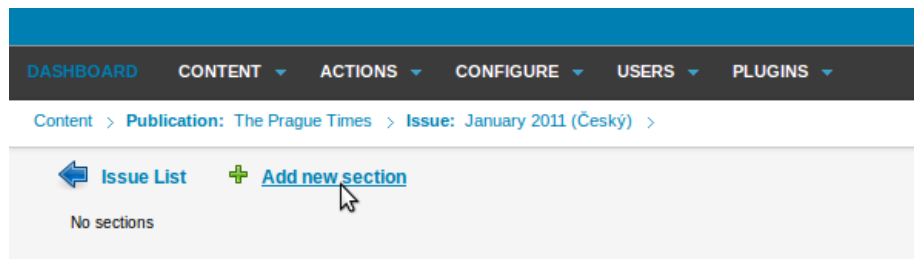 DASHBOARD CONTENT ACTIONS CONFIGURE USERS PLUGINS
Content > Publication: The Prague Times > Issue: January 2011 (Český) >
Issue List Add new section
No sections